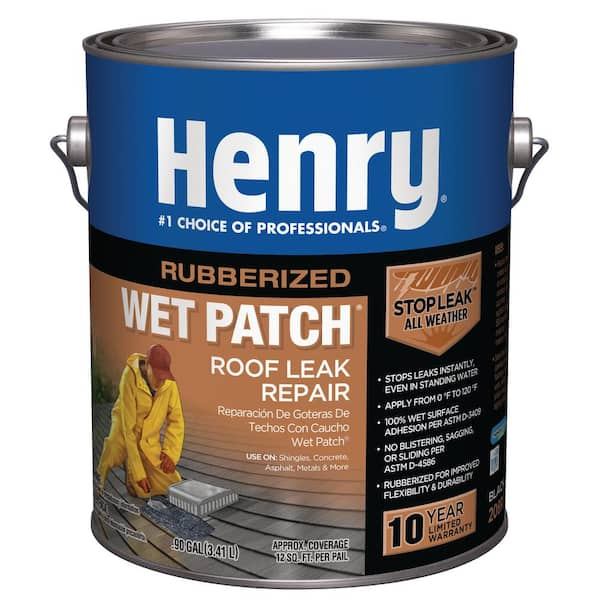 Henry®
#1 CHOICE OF PROFESSIONALS®
RUBBERIZED
WET PATCH®
ROOF LEAK
REPAIR
Reparación De Goteras De
Techos Con Caucho
Wet Patch®
USE ON: Shingles, Concrete,
Asphalt, Metals & More
.90 GAL (3.41 L)
APPROX. COVERAGE
12 SQ. FT. PER PAIL
STOPLEAK™
ALL WEATHER
• STOPS LEAKS INSTANTLY,
EVEN IN STANDING WATER
• APPLY FROM 0 °F TO 120 °F
• 100% WET SURFACE
ADHESION PER ASTM D-3409
• NO BLISTERING, SAGGING,
OR SLIDING PER
ASTM D-4586
• RUBBERIZED FOR IMPROVED
FLEXIBILITY & DURABILITY
10 YEAR
LIMITED
WARRANTY